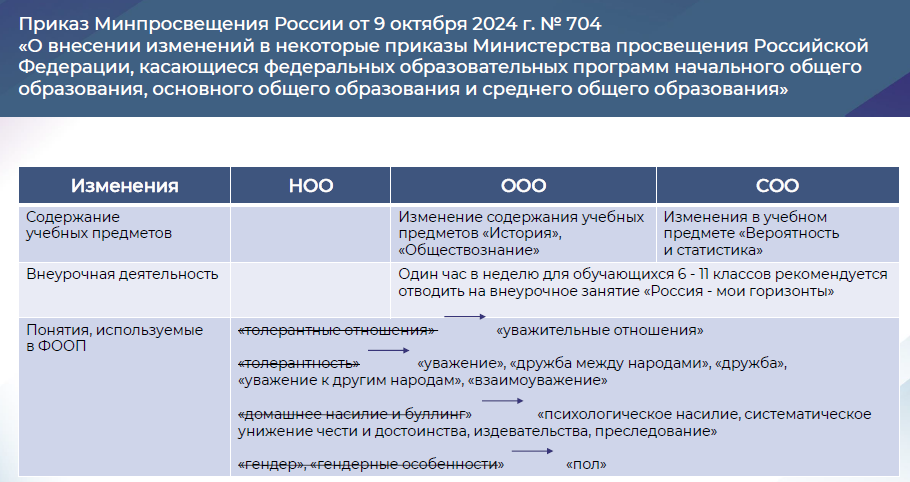 Приказ Минпросвещения России от 9 октября 2024 г. № 704
«О внесении изменений в некоторые приказы Министерства просвещения Российской
Федерации, касающиеся федеральных образовательных программ начального общего
образования, основного общего образования и среднего общего образования»
Изменения НОО ООО СОО
Содержание
учебных предметов
Изменение содержания учебных
предметов «История»,
«Обществознание»
Изменения в учебном
предмете «Вероятность
и статистика»
Внеурочная деятельность
Один час в неделю для обучающихся 6 - 11 классов рекомендуется
отводить на внеурочное занятие «Россия - мои горизонты»
Понятия, используемые
в ФООП
«толерантные отношения» «уважительные отношения»
«толерантность» «уважение», «дружба между народами», «дружба»,
«уважение к другим народам», «взаимоуважение»
«домашнее насилие и буллинг» «психологическое насилие, систематическое
унижение чести и достоинства, издевательства, преследование»
«гендер», «гендерные особенности» «пол»